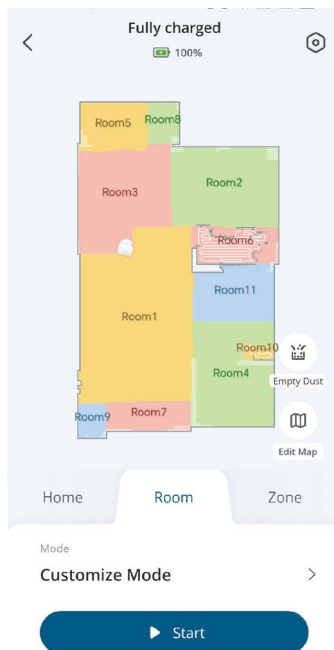 Fully charged
100%
Room5
Room8
Room3
Room2
Room6
Room11
Room1
Room10
Room4
Empty Dust
Room9
Room7
Edit Map
Home
Room
Zone
Mode
Customize Mode
Start